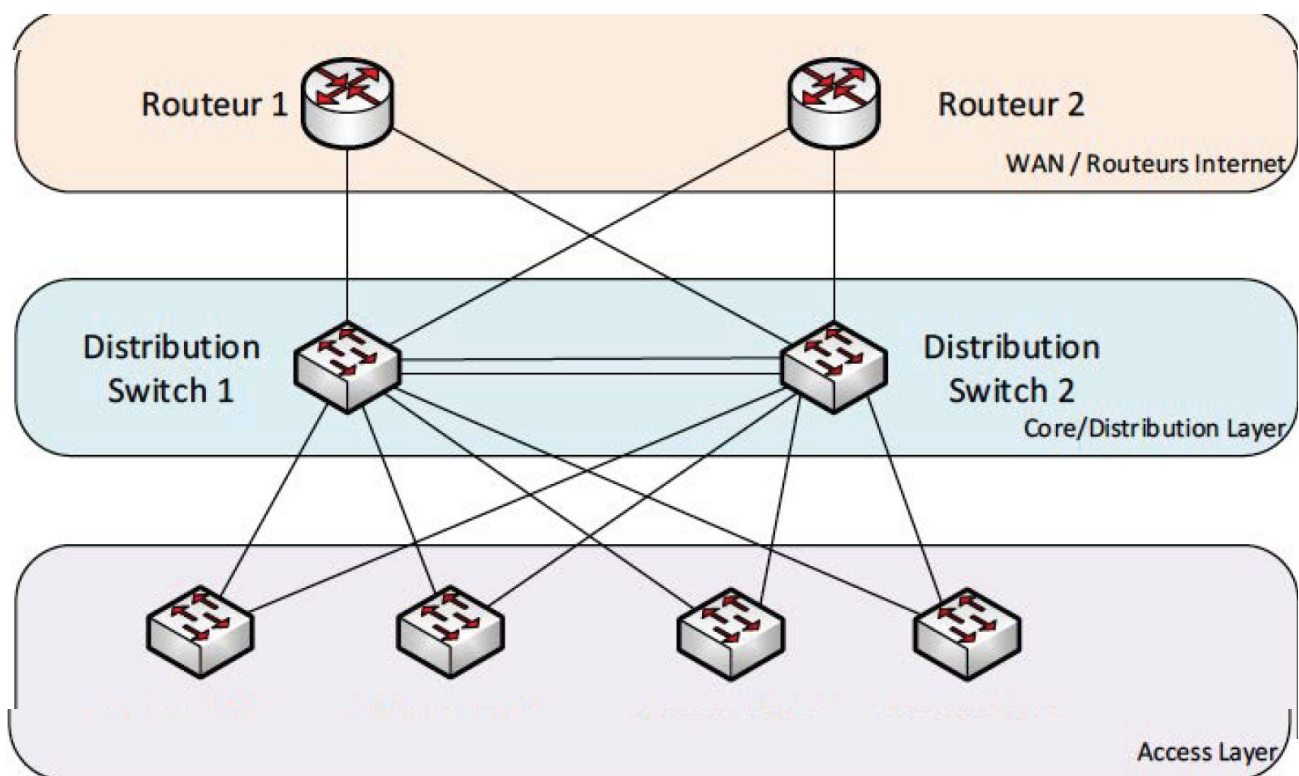 Routeur 1
Routeur 2
WAN / Routeurs Internet
Distribution
Switch 1
Distribution
Switch 2
Core/Distribution Layer
Access Layer